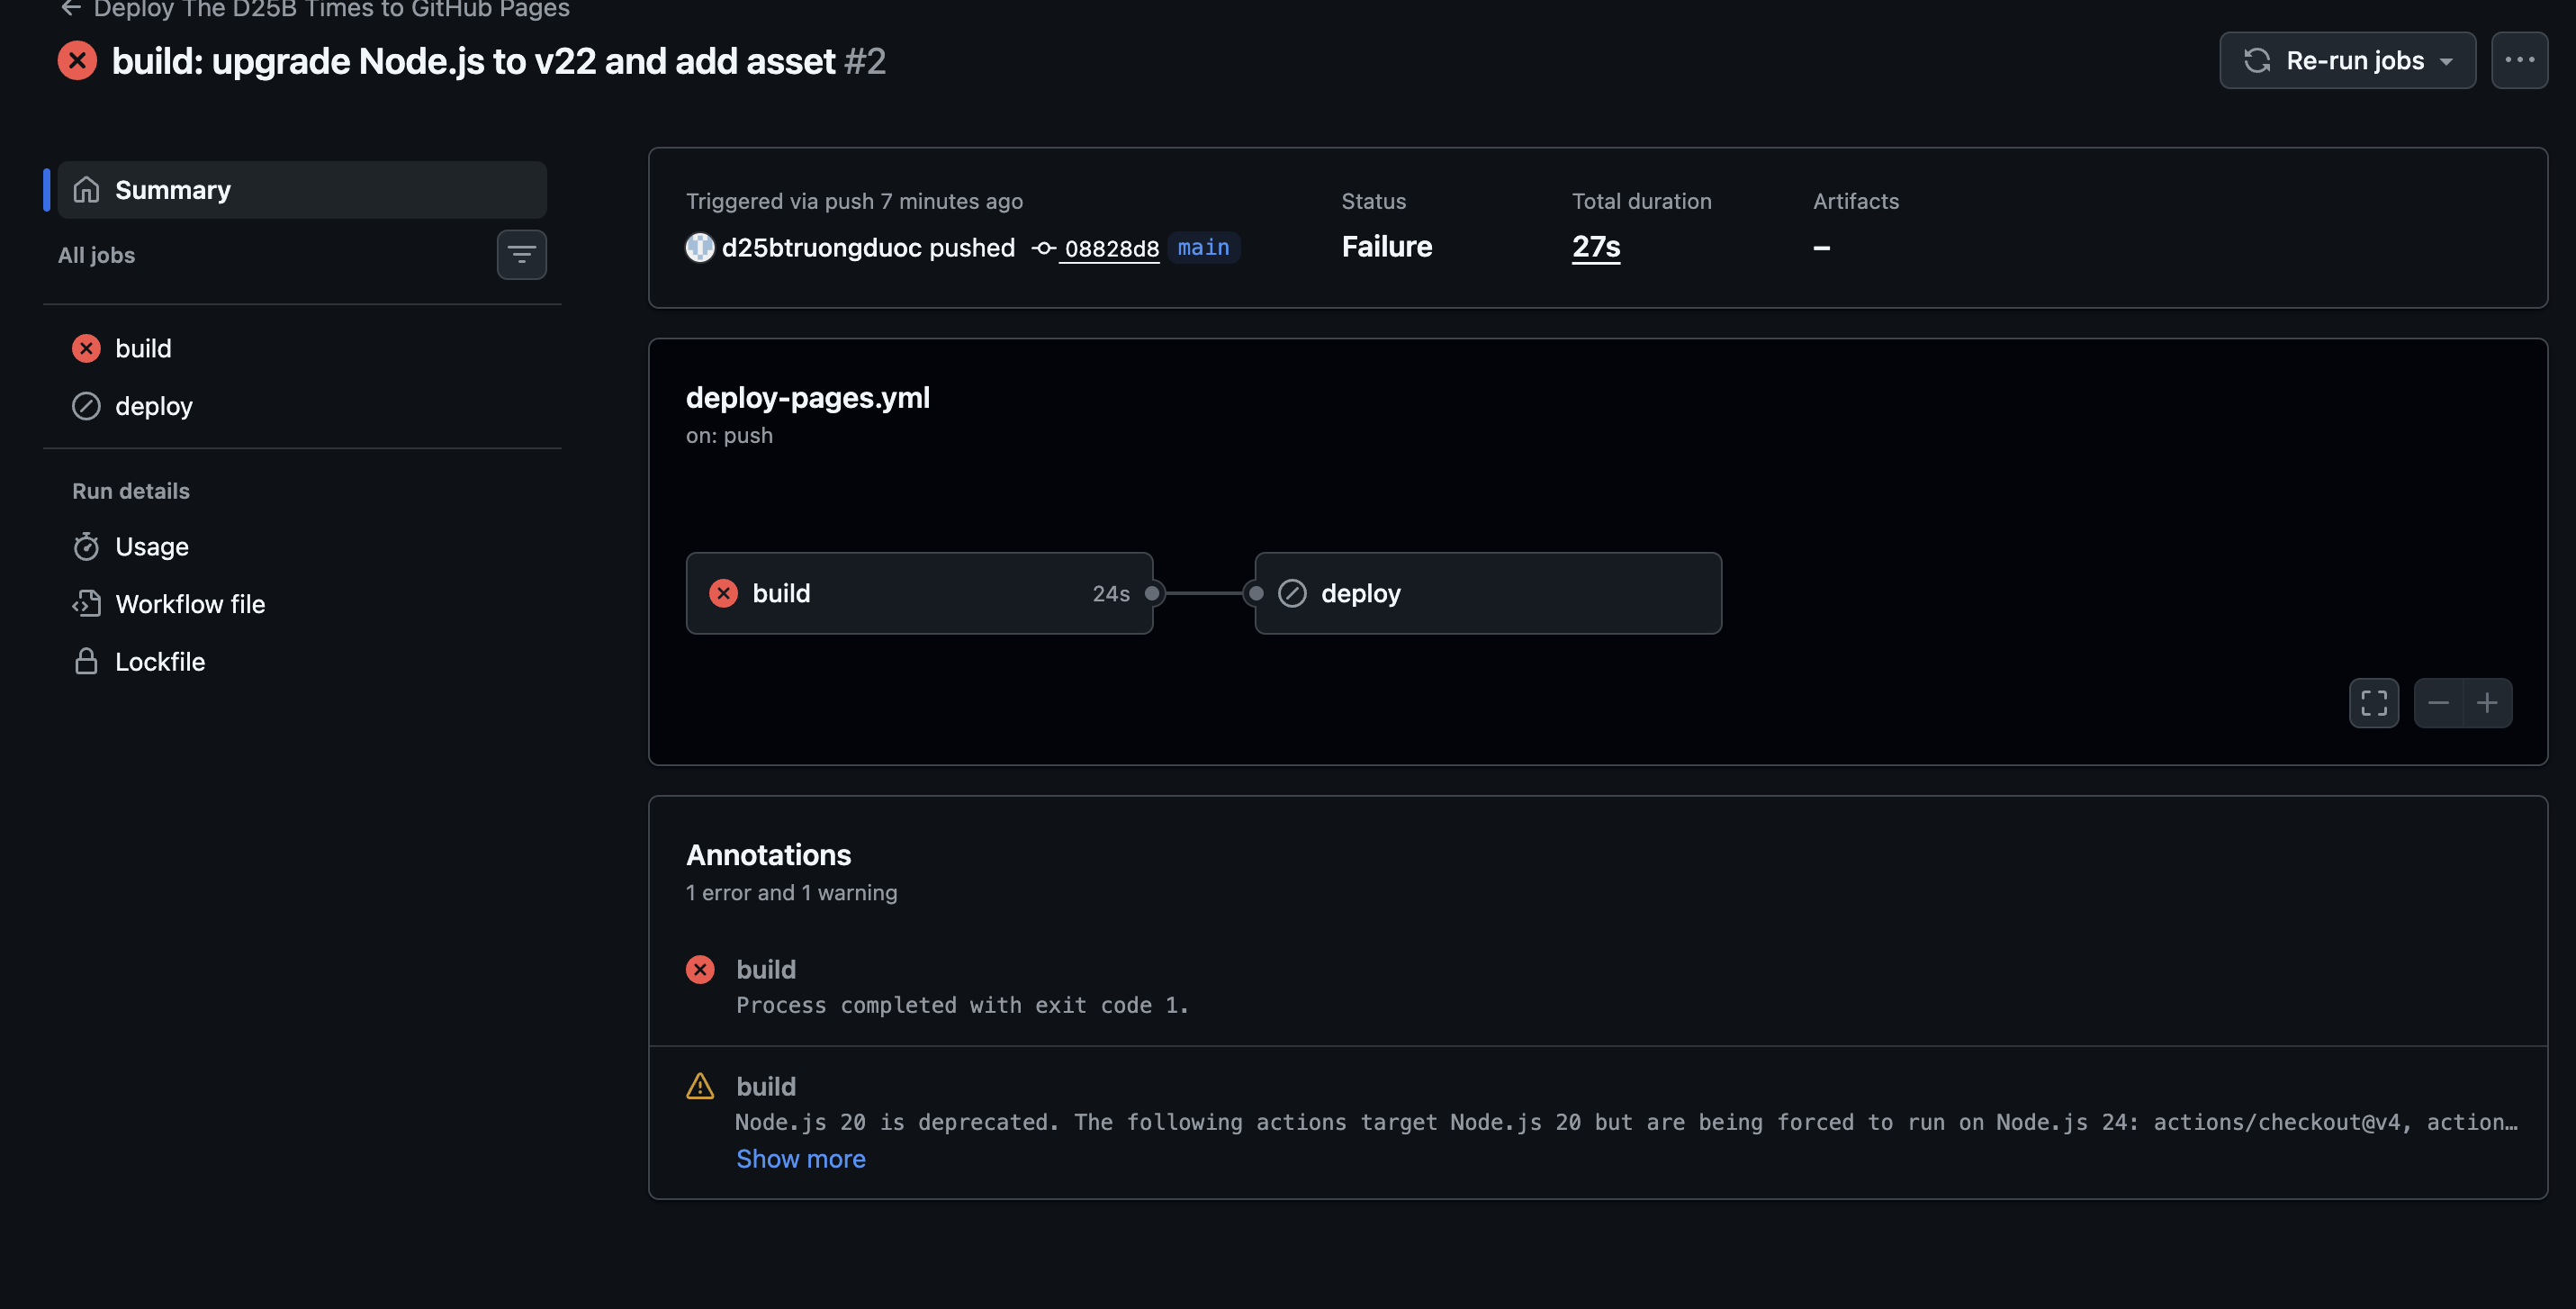 Deploy The D25B Times to GitHub Pages
build: upgrade Node.js to v22 and add asset #2
Re-run jobs
Summary
All jobs
build
deploy
Run details
Usage
Workflow file
Lockfile
Triggered via push 7 minutes ago
d25btruongduoc pushed 08828d8 main
Status
Failure
Total duration
27s
Artifacts
–
deploy-pages.yml
on: push
build 24s
deploy
Annotations
1 error and 1 warning
build
Process completed with exit code 1.
build
Node.js 20 is deprecated. The following actions target Node.js 20 but are being forced to run on Node.js 24: actions/checkout@v4, action…
Show more